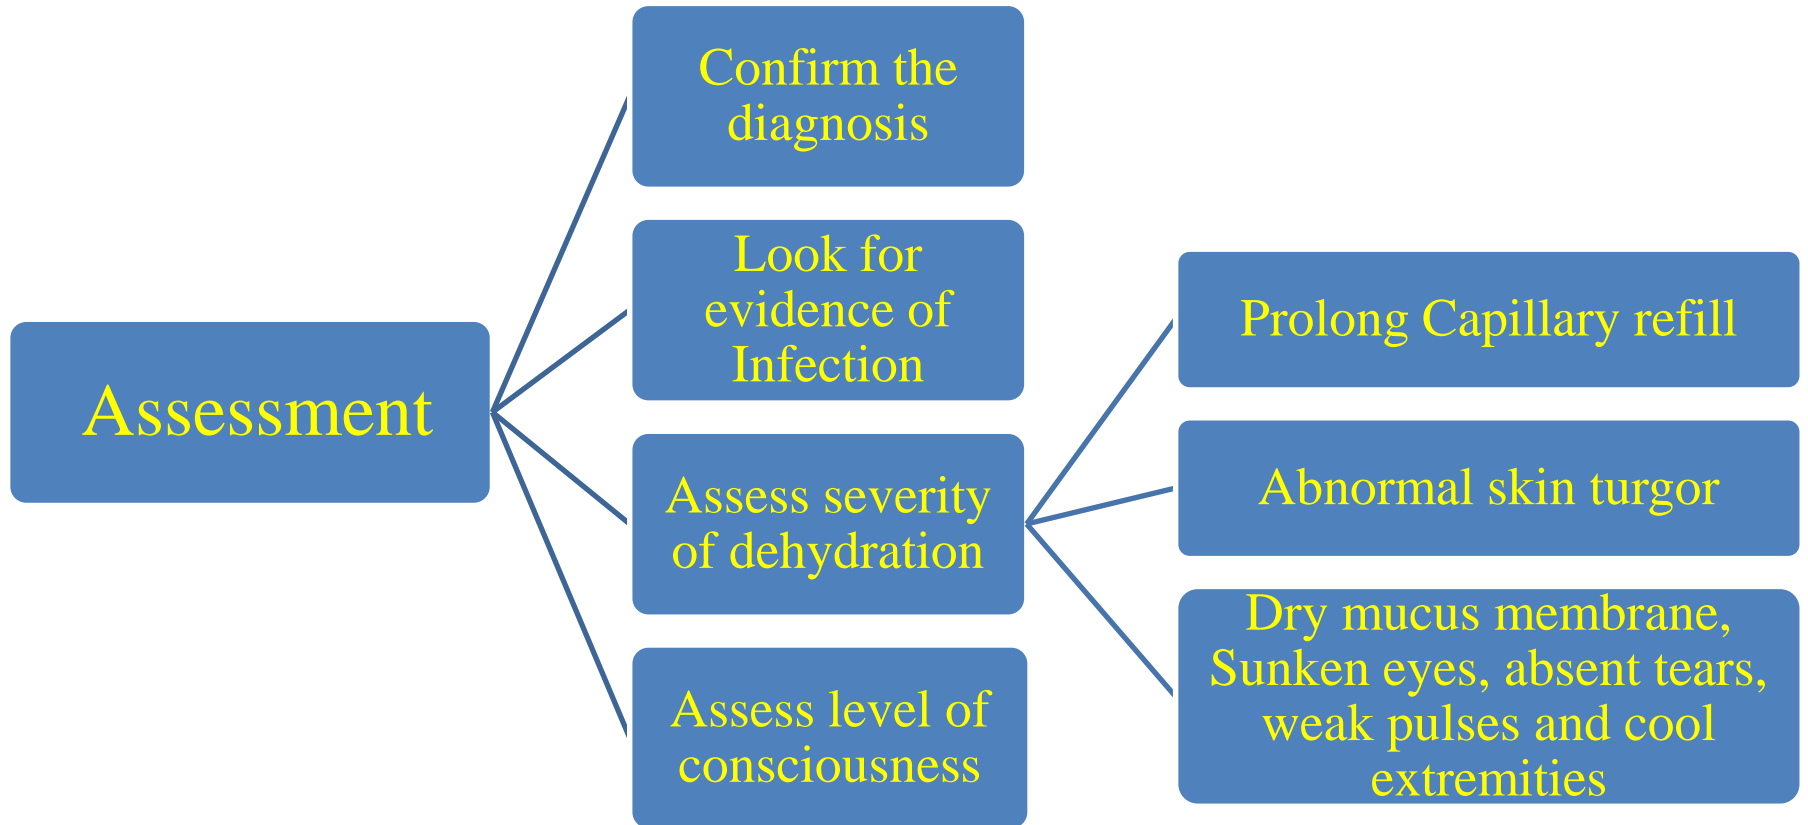 Assessment
Confirm the
diagnosis
Look for
evidence of
Infection
Assess severity
of dehydration
Assess level of
consciousness
Prolong Capillary refill
Abnormal skin turgor
Dry mucus membrane,
Sunken eyes, absent tears,
weak pulses and cool
extremities